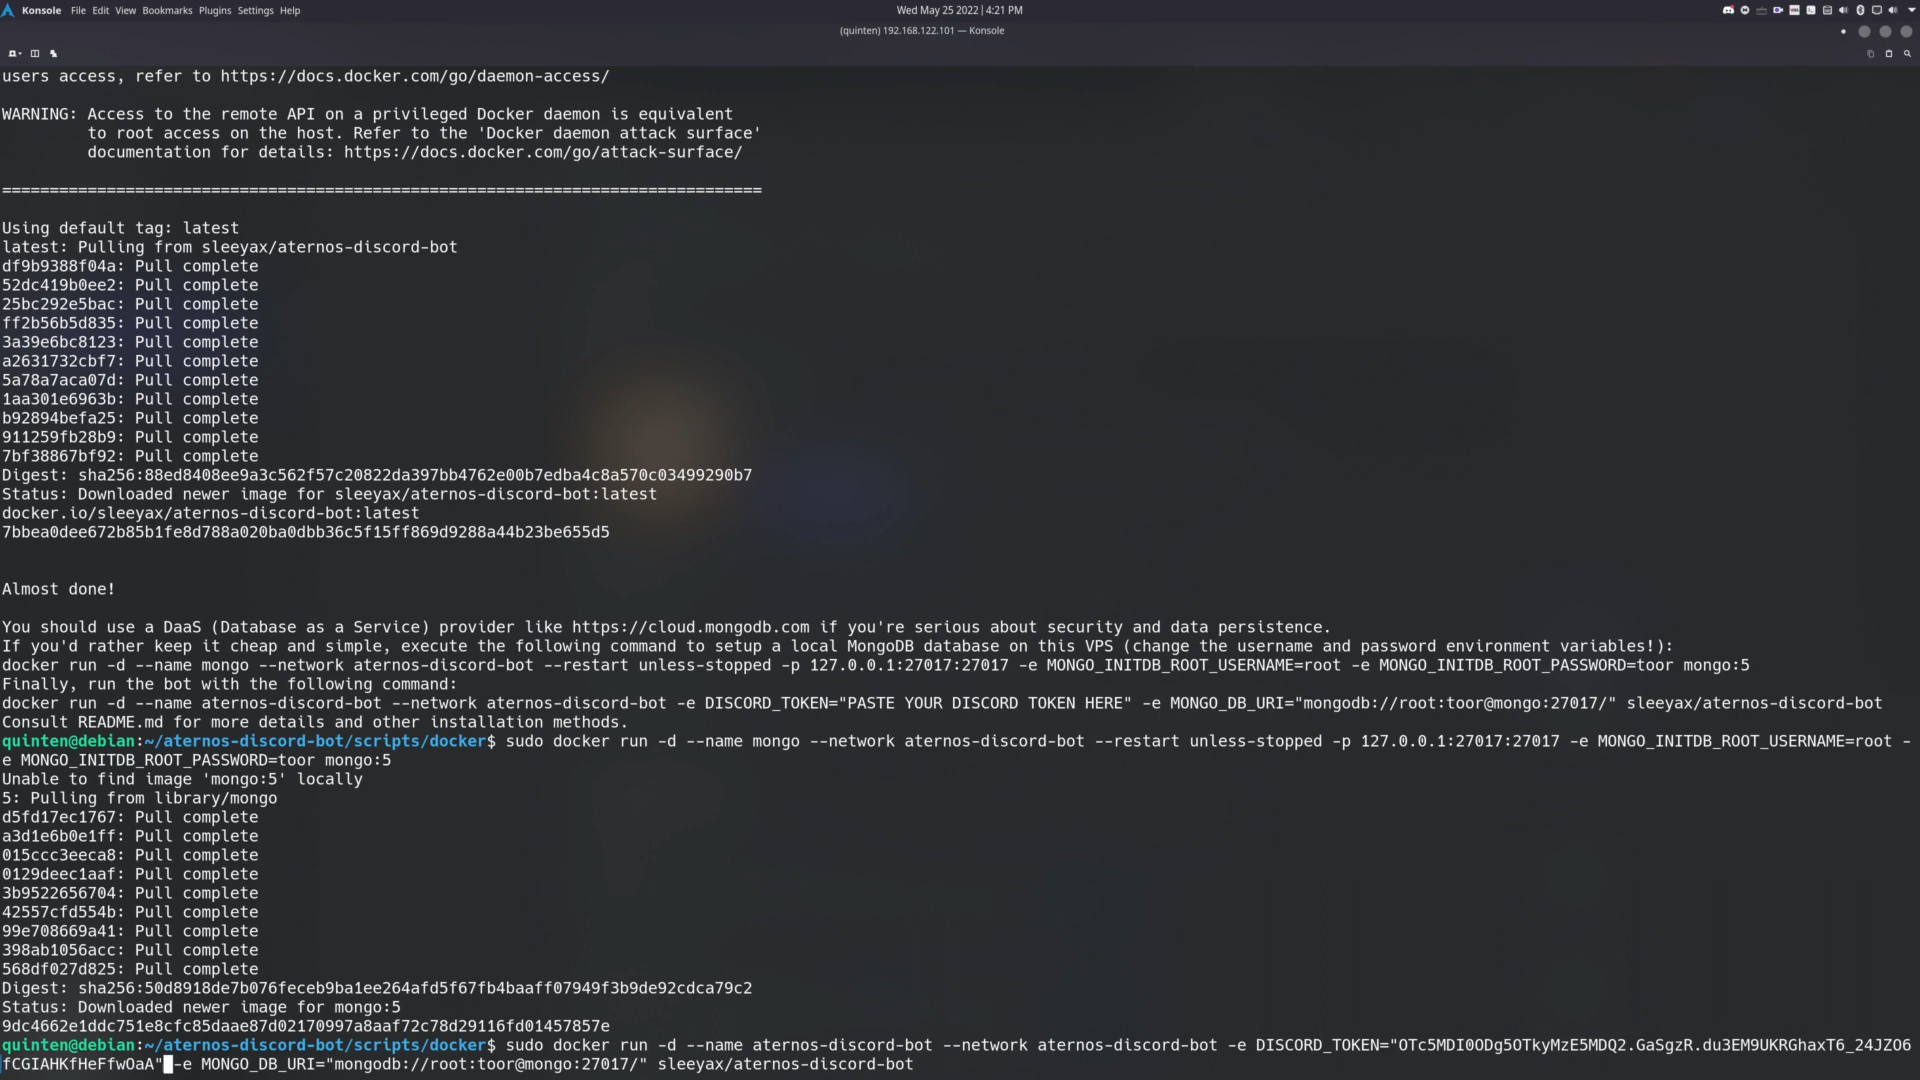 Konsole File Edit View Bookmarks Plugins Settings Help
Wed May 25 2022 | 4:21 PM
(quinten) 192.168.122.101 — Konsole
users access, refer to https://docs.docker.com/go/daemon-access/
WARNING: Access to the remote API on a privileged Docker daemon is equivalent
to root access on the host. Refer to the 'Docker daemon attack surface'
documentation for details: https://docs.docker.com/go/attack-surface/
================================================================================
Using default tag: latest
latest: Pulling from sleeyax/aternos-discord-bot
df9b9388f04a: Pull complete
52dc419b0ee2: Pull complete
25bc292e5bac: Pull complete
ff2b56b5d835: Pull complete
3a39e6bc8123: Pull complete
a2631732cbf7: Pull complete
5a78a7aca07d: Pull complete
1aa301e6963b: Pull complete
b92894befa25: Pull complete
911259fb28b9: Pull complete
7bf38867bf92: Pull complete
Digest: sha256:88ed8408ee9a3c562f57c20822da397bb4762e00b7edba4c8a570c03499290b7
Status: Downloaded newer image for sleeyax/aternos-discord-bot:latest
docker.io/sleeyax/aternos-discord-bot:latest
7bbea0dee672b85b1fe8d788a020ba0dbb36c5f15ff869d9288a44b23be655d5
Almost done!
You should use a DaaS (Database as a Service) provider like https://cloud.mongodb.com if you're serious about security and data persistence.
If you'd rather keep it cheap and simple, execute the following command to setup a local MongoDB database on this VPS (change the username and password environment variables!):
docker run -d --name mongo --network aternos-discord-bot --restart unless-stopped -p 127.0.0.1:27017:27017 -e MONGO_INITDB_ROOT_USERNAME=root -e MONGO_INITDB_ROOT_PASSWORD=toor mongo:5
Finally, run the bot with the following command:
docker run -d --name aternos-discord-bot --network aternos-discord-bot -e DISCORD_TOKEN="PASTE YOUR DISCORD TOKEN HERE" -e MONGO_DB_URI="mongodb://root:toor@mongo:27017/" sleeyax/aternos-discord-bot
Consult README.md for more details and other installation methods.
quinten@debian:~/aternos-discord-bot/scripts/docker$ sudo docker run -d --name mongo --network aternos-discord-bot --restart unless-stopped -p 127.0.0.1:27017:27017 -e MONGO_INITDB_ROOT_USERNAME=root -
e MONGO_INITDB_ROOT_PASSWORD=toor mongo:5
Unable to find image 'mongo:5' locally
5: Pulling from library/mongo
d5fd17ec1767: Pull complete
a3d1e6b0e1ff: Pull complete
015ccc3eeca8: Pull complete
0129deec1aaf: Pull complete
3b9522656704: Pull complete
42557cfd554b: Pull complete
99e708669a41: Pull complete
398ab1056acc: Pull complete
568df027d825: Pull complete
Digest: sha256:50d8918de7b076feceb9ba1ee264afd5f67fb4baaff07949f3b9de92cdca79c2
Status: Downloaded newer image for mongo:5
9dc4662e1ddc751e8cfc85daae87d02170997a8aaf72c78d29116fd01457857e
quinten@debian:~/aternos-discord-bot/scripts/docker$ sudo docker run -d --name aternos-discord-bot --network aternos-discord-bot -e DISCORD_TOKEN="OTc5MDI0ODg5OTkyMzE5MDQ2.GaSgzR.du3EM9UKRGhaxT6_24JZO6
fCGIAHKfHeFfwOaA" -e MONGO_DB_URI="mongodb://root:toor@mongo:27017/" sleeyax/aternos-discord-bot